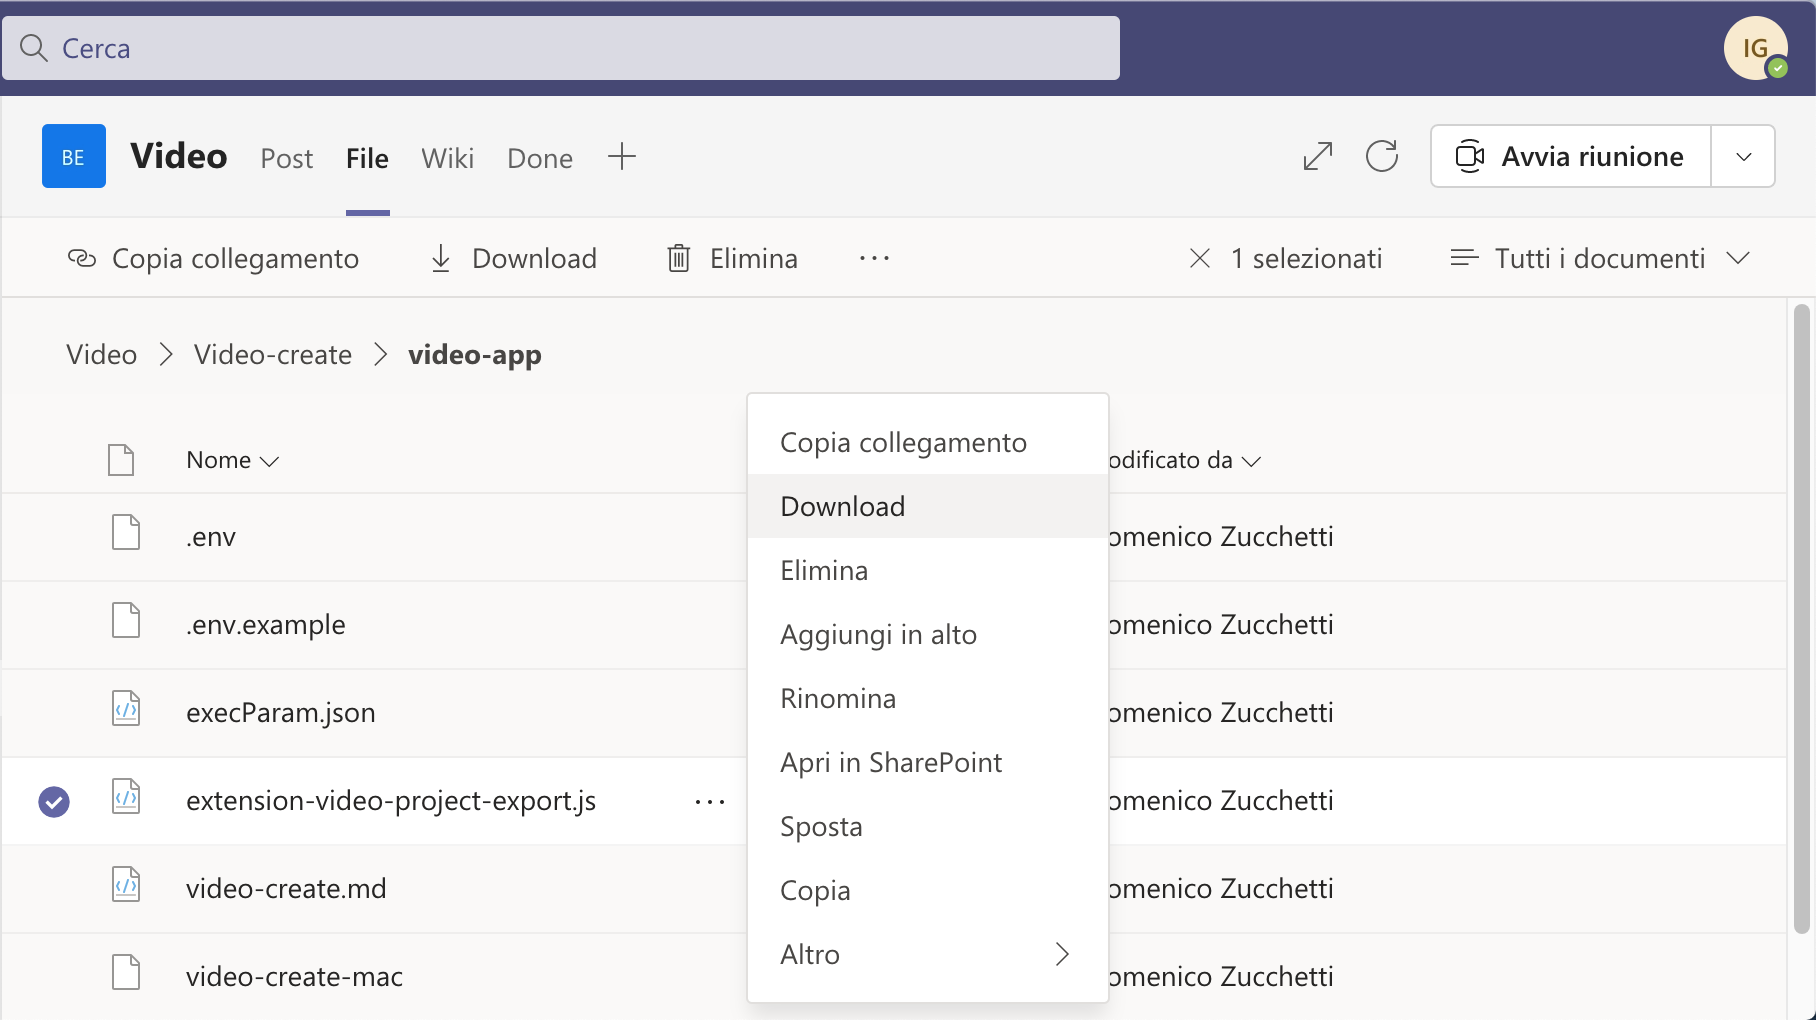 Cerca
IG
BE
Video
Post
File
Wiki
Done
Avvia riunione
Copia collegamento
Download
Elimina
1 selezionati
Tutti i documenti
Video
Video-create
video-app
Nome
odificato da
.env
omenico Zucchetti
.env.example
omenico Zucchetti
execParam.json
omenico Zucchetti
extension-video-project-export.js
omenico Zucchetti
video-create.md
omenico Zucchetti
video-create-mac
omenico Zucchetti
Copia collegamento
Download
Elimina
Aggiungi in alto
Rinomina
Apri in SharePoint
Sposta
Copia
Altro